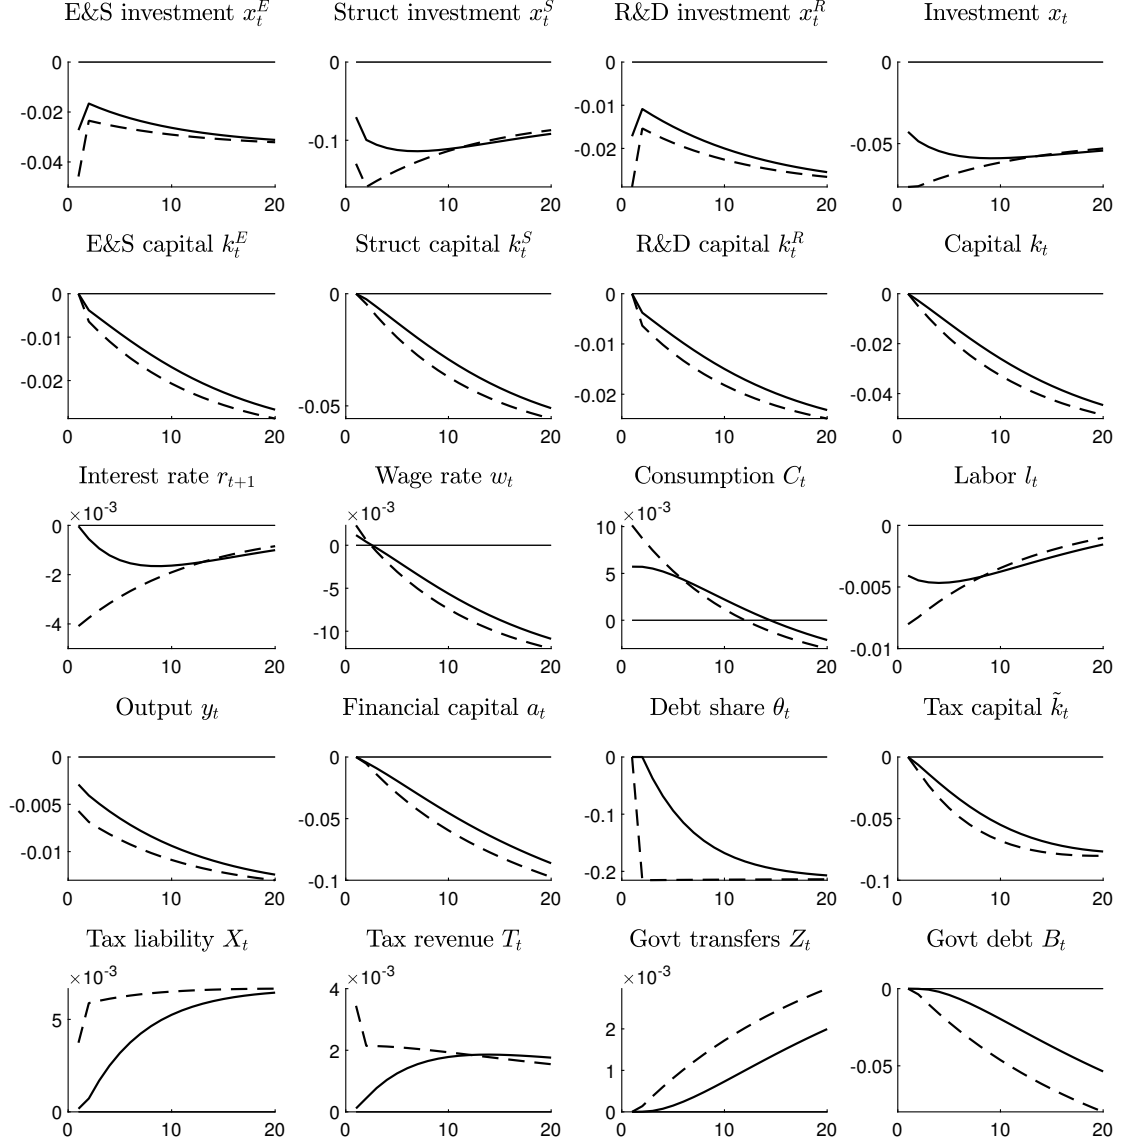 E&S investment x_t^E Struct investment x_t^S R&D investment x_t^R Investment x_t
0 0 0 0
-0.02 -0.1 -0.01 -0.05
-0.04 -0.02
0 10 20 0 10 20 0 10 20 0 10 20
E&S capital k_t^E Struct capital k_t^S R&D capital k_t^R Capital k_t
0 0 0 0
-0.01 -0.05 -0.01 -0.02
-0.02 -0.02 -0.04
0 10 20 0 10 20 0 10 20 0 10 20
Interest rate r_{t+1} Wage rate w_t Consumption C_t Labor l_t
×10^{-3} ×10^{-3} ×10^{-3}
0 0 10 0
-2 -5 5 -0.005
-4 -10 0 -0.01
0 10 20 0 10 20 0 10 20 0 10 20
Output y_t Financial capital a_t Debt share θ_t Tax capital k̃_t
0 0 0 0
-0.005 -0.05 -0.1 -0.05
-0.01 -0.1 -0.2 -0.1
0 10 20 0 10 20 0 10 20 0 10 20
Tax liability X_t Tax revenue T_t Govt transfers Z_t Govt debt B_t
×10^{-3} ×10^{-3} ×10^{-3}
5 4 2 0
0 2 1 -0.05
0 0
0 10 20 0 10 20 0 10 20 0 10 20